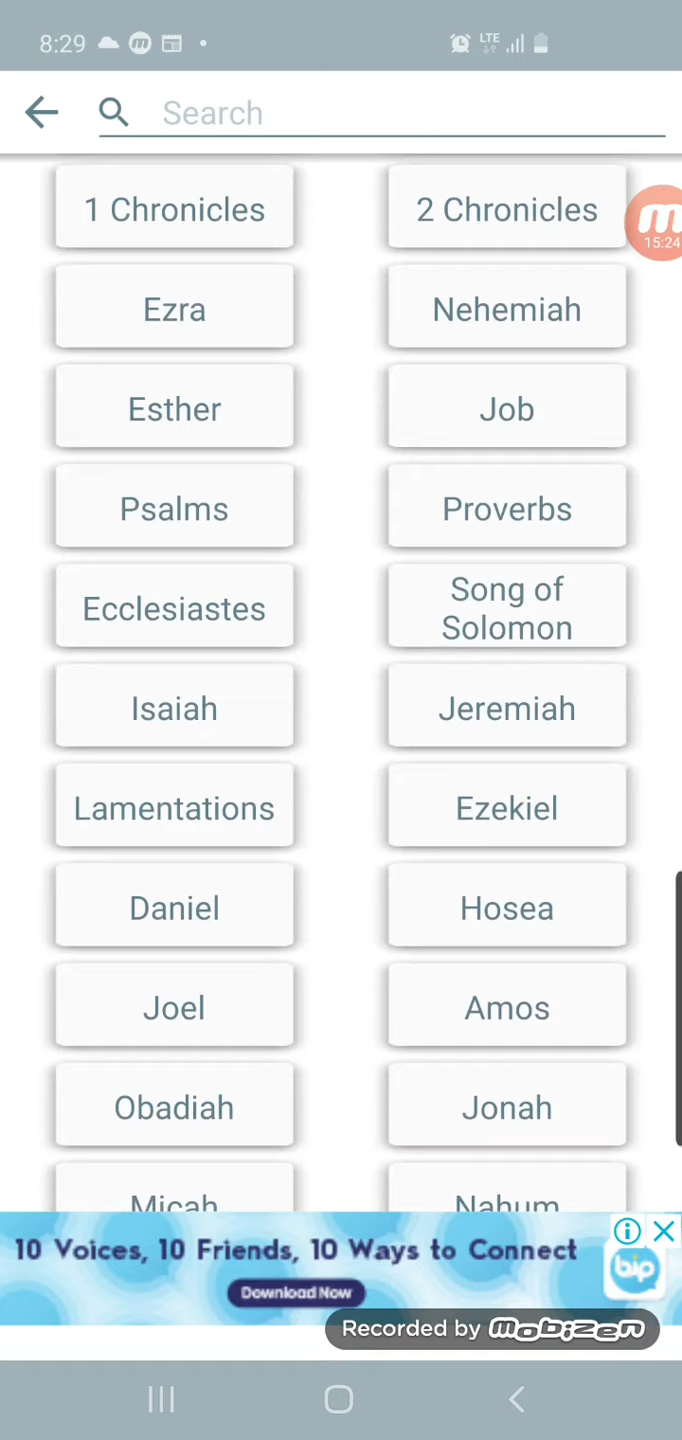 8:29
LTE
Search
1 Chronicles
2 Chronicles
15:24
Ezra
Nehemiah
Esther
Job
Psalms
Proverbs
Ecclesiastes
Song of
Solomon
Isaiah
Jeremiah
Lamentations
Ezekiel
Daniel
Hosea
Joel
Amos
Obadiah
Jonah
Micah
Nahum
10 Voices, 10 Friends, 10 Ways to Connect
Download Now
bip
Recorded by mobizen